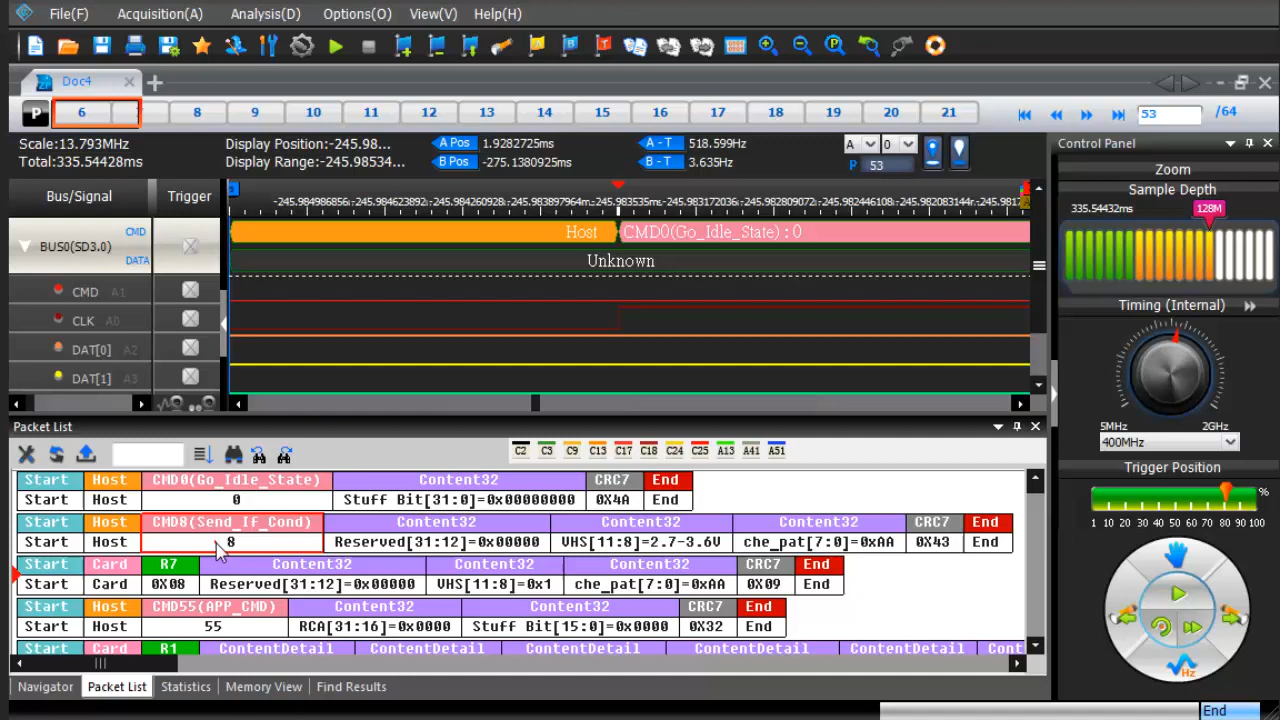 File(F) Acquisition(A) Analysis(D) Options(O) View(V) Help(H)
Doc4
P 6 8 9 10 11 12 13 14 15 16 17 18 19 20 21 53 /64
Scale:13.793MHz Display Position:-245.98... A Pos 1.9282725ms A - T 518.599Hz A 0
Total:335.54428ms Display Range:-245.98534... B Pos -275.1380925ms B - T 3.635Hz P 53
Bus/Signal Trigger
BUS0(SD3.0) CMD DATA
Host CMD0(Go_Idle_State) : 0
Unknown
CMD A1
CLK A0
DAT[0] A2
DAT[1] A3
Control Panel
Zoom
Sample Depth
335.54432ms 128M
Timing (Internal)
5MHz 2GHz
400MHz
Trigger Position
%
1 10 20 30 40 50 60 70 80 90 100
Hz
Packet List
C2 C3 C9 C13 C17 C18 C24 C25 A13 A41 A51
Start Host CMD0(Go_Idle_State) Content32 CRC7 End
Start Host 0 Stuff Bit[31:0]=0x00000000 0X4A End
Start Host CMD8(Send_If_Cond) Content32 Content32 Content32 CRC7 End
Start Host 8 Reserved[31:12]=0x00000 VHS[11:8]=2.7-3.6V che_pat[7:0]=0xAA 0X43 End
Start Card R7 Content32 Content32 Content32 CRC7 End
Start Card 0X08 Reserved[31:12]=0x00000 VHS[11:8]=0x1 che_pat[7:0]=0xAA 0X09 End
Start Host CMD55(APP_CMD) Content32 Content32 CRC7 End
Start Host 55 RCA[31:16]=0x0000 Stuff Bit[15:0]=0x0000 0X32 End
Start Card R1 ContentDetail ContentDetail ContentDetail ContentDetail ContentDetail Cont
Navigator Packet List Statistics Memory View Find Results
End